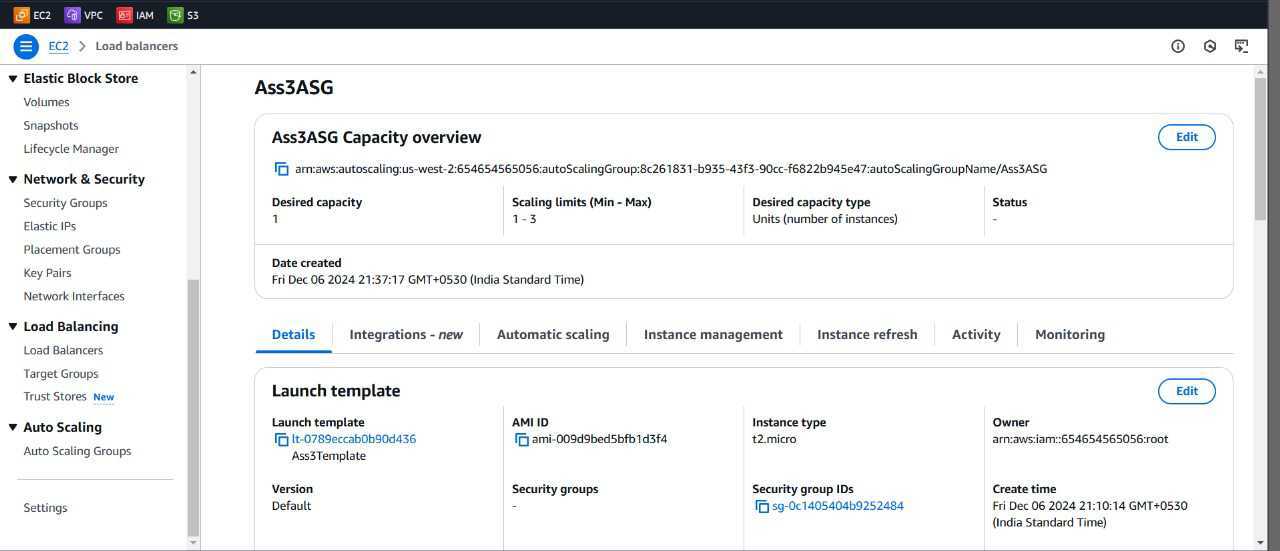 EC2 VPC IAM S3
EC2 > Load balancers
Elastic Block Store
Volumes
Snapshots
Lifecycle Manager
Network & Security
Security Groups
Elastic IPs
Placement Groups
Key Pairs
Network Interfaces
Load Balancing
Load Balancers
Target Groups
Trust Stores New
Auto Scaling
Auto Scaling Groups
Settings
Ass3ASG
Ass3ASG Capacity overview
Edit
arn:aws:autoscaling:us-west-2:654654565056:autoScalingGroup:8c261831-b935-43f3-90cc-f6822b945e47:autoScalingGroupName/Ass3ASG
Desired capacity
1
Scaling limits (Min - Max)
1 - 3
Desired capacity type
Units (number of instances)
Status
-
Date created
Fri Dec 06 2024 21:37:17 GMT+0530 (India Standard Time)
Details Integrations - new Automatic scaling Instance management Instance refresh Activity Monitoring
Launch template
Edit
Launch template
lt-0789eccab0b90d436
Ass3Template
AMI ID
ami-009d9bed5bfb1d3f4
Instance type
t2.micro
Owner
arn:aws:iam::654654565056:root
Version
Default
Security groups
-
Security group IDs
sg-0c1405404b9252484
Create time
Fri Dec 06 2024 21:10:14 GMT+0530
(India Standard Time)